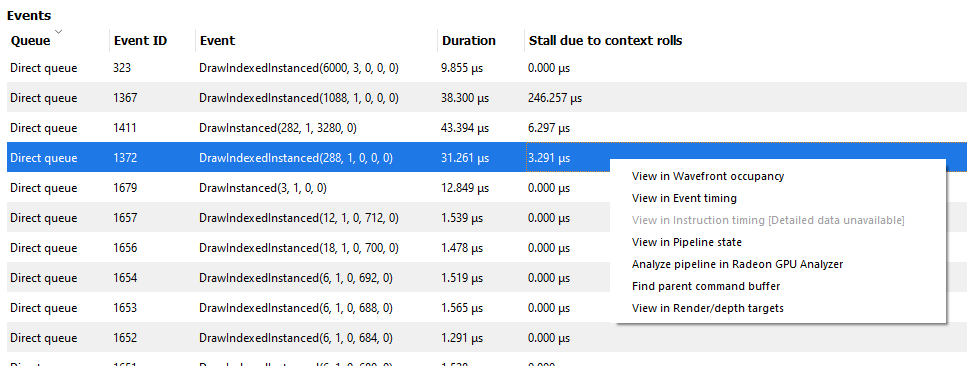 Events
Queue Event ID Event Duration Stall due to context rolls
Direct queue 323 DrawIndexedInstanced(6000, 3, 0, 0, 0) 9.855 µs 0.000 µs
Direct queue 1367 DrawIndexedInstanced(1088, 1, 0, 0, 0) 38.300 µs 246.257 µs
Direct queue 1411 DrawInstanced(282, 1, 3280, 0) 43.394 µs 6.297 µs
Direct queue 1372 DrawIndexedInstanced(288, 1, 0, 0, 0) 31.261 µs 3.291 µs
Direct queue 1679 DrawInstanced(3, 1, 0, 0) 12.849 µs 0.000 µs
Direct queue 1657 DrawIndexedInstanced(12, 1, 0, 712, 0) 1.539 µs 0.000 µs
Direct queue 1656 DrawIndexedInstanced(18, 1, 0, 700, 0) 1.478 µs 0.000 µs
Direct queue 1654 DrawIndexedInstanced(6, 1, 0, 692, 0) 1.519 µs 0.000 µs
Direct queue 1653 DrawIndexedInstanced(6, 1, 0, 688, 0) 1.565 µs 0.000 µs
Direct queue 1652 DrawIndexedInstanced(6, 1, 0, 684, 0) 1.291 µs 0.000 µs
View in Wavefront occupancy
View in Event timing
View in Instruction timing [Detailed data unavailable]
View in Pipeline state
Analyze pipeline in Radeon GPU Analyzer
Find parent command buffer
View in Render/depth targets